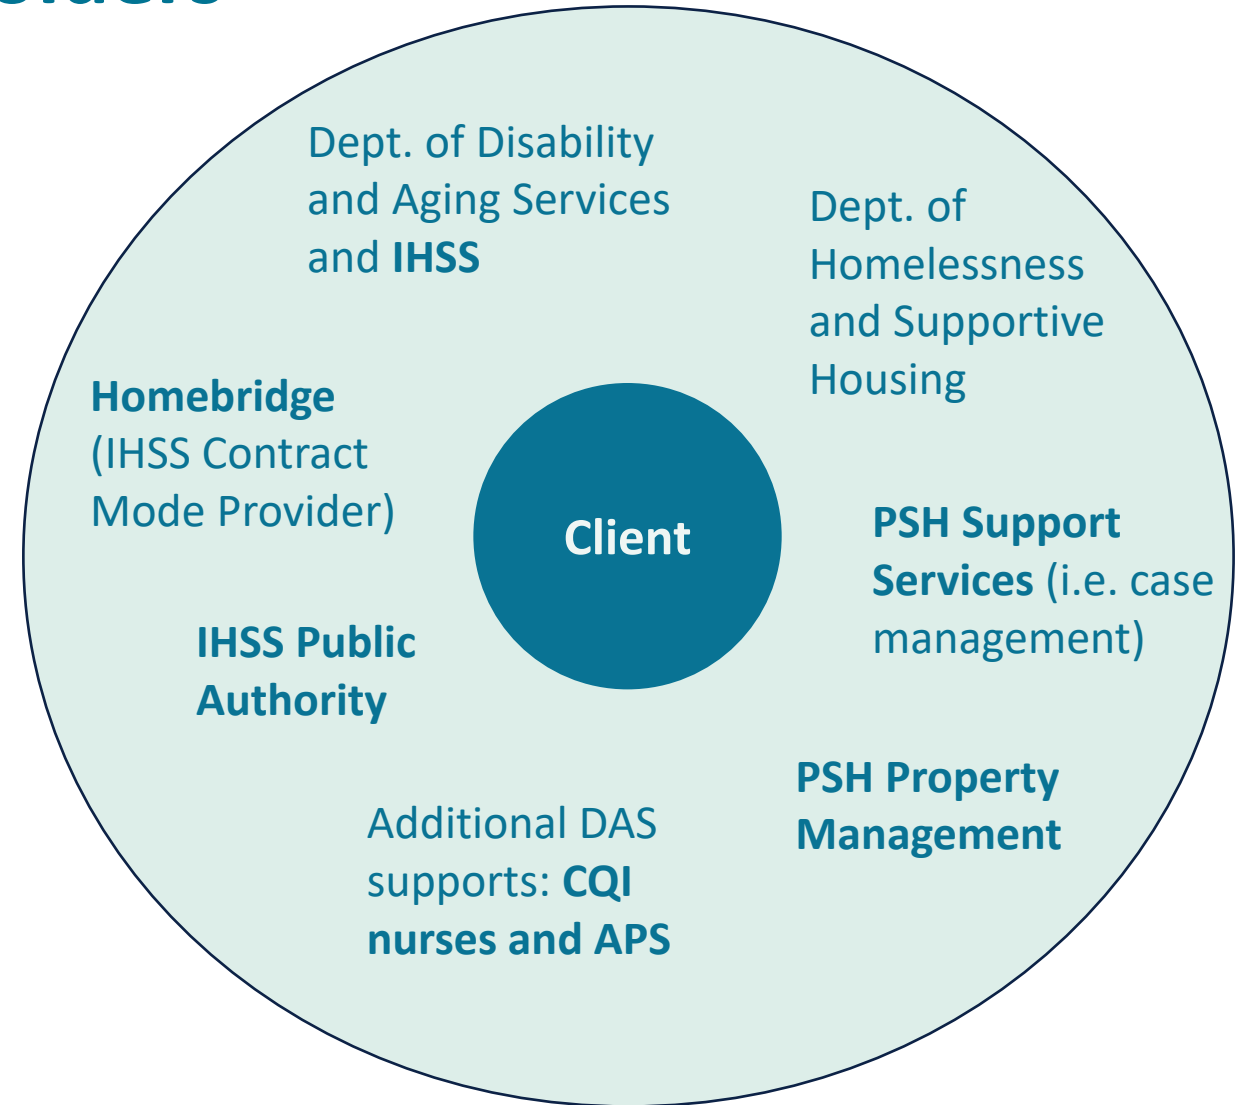 Dept. of Disability
and Aging Services
and IHSS
Dept. of
Homelessness
and Supportive
Housing
Homebridge
(IHSS Contract
Mode Provider)
Client
PSH Support
Services (i.e. case
management)
IHSS Public
Authority
PSH Property
Management
Additional DAS
supports: CQI
nurses and APS